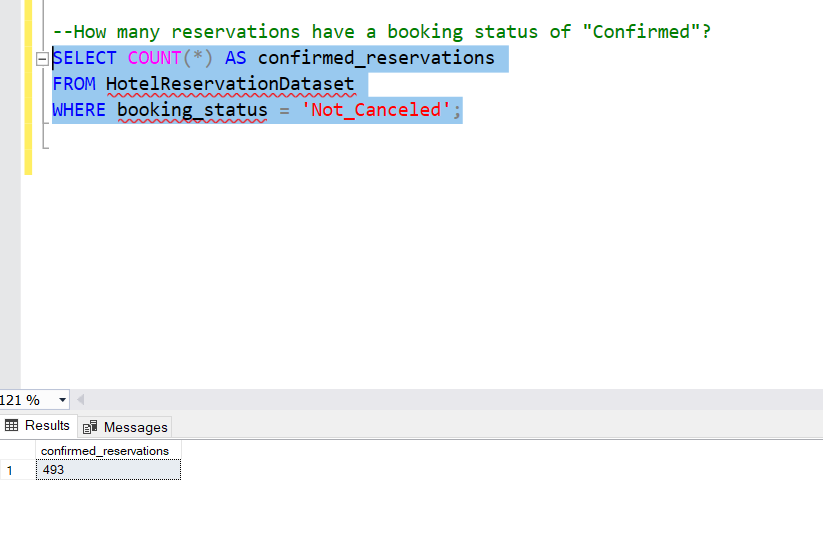 --How many reservations have a booking status of "Confirmed"?
SELECT COUNT(*) AS confirmed_reservations
FROM HotelReservationDataset
WHERE booking_status = 'Not_Canceled';
121 %
Results Messages
confirmed_reservations
1 493